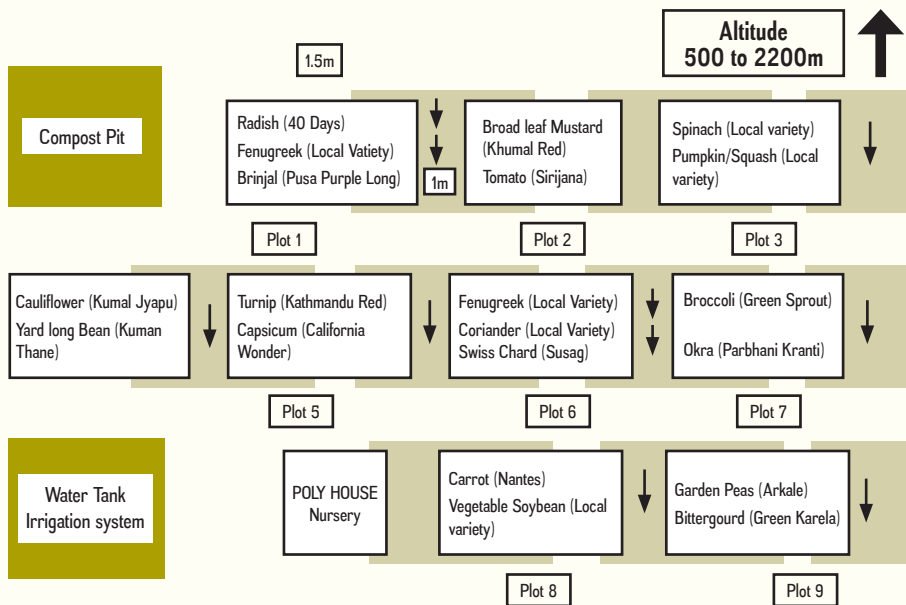 Altitude
500 to 2200m
1.5m
Compost Pit
Radish (40 Days)
Fenugreek (Local Vatiety)
Brinjal (Pusa Purple Long)
1m
Broad leaf Mustard
(Khumal Red)
Tomato (Sirijana)
Spinach (Local variety)
Pumpkin/Squash (Local
variety)
Plot 1
Plot 2
Plot 3
Cauliflower (Kumal Jyapu)
Yard long Bean (Kuman
Thane)
Turnip (Kathmandu Red)
Capsicum (California
Wonder)
Fenugreek (Local Variety)
Coriander (Local Variety)
Swiss Chard (Susag)
Broccoli (Green Sprout)
Okra (Parbhani Kranti)
Plot 5
Plot 6
Plot 7
Water Tank
Irrigation system
POLY HOUSE
Nursery
Carrot (Nantes)
Vegetable Soybean (Local
variety)
Garden Peas (Arkale)
Bittergourd (Green Karela)
Plot 8
Plot 9